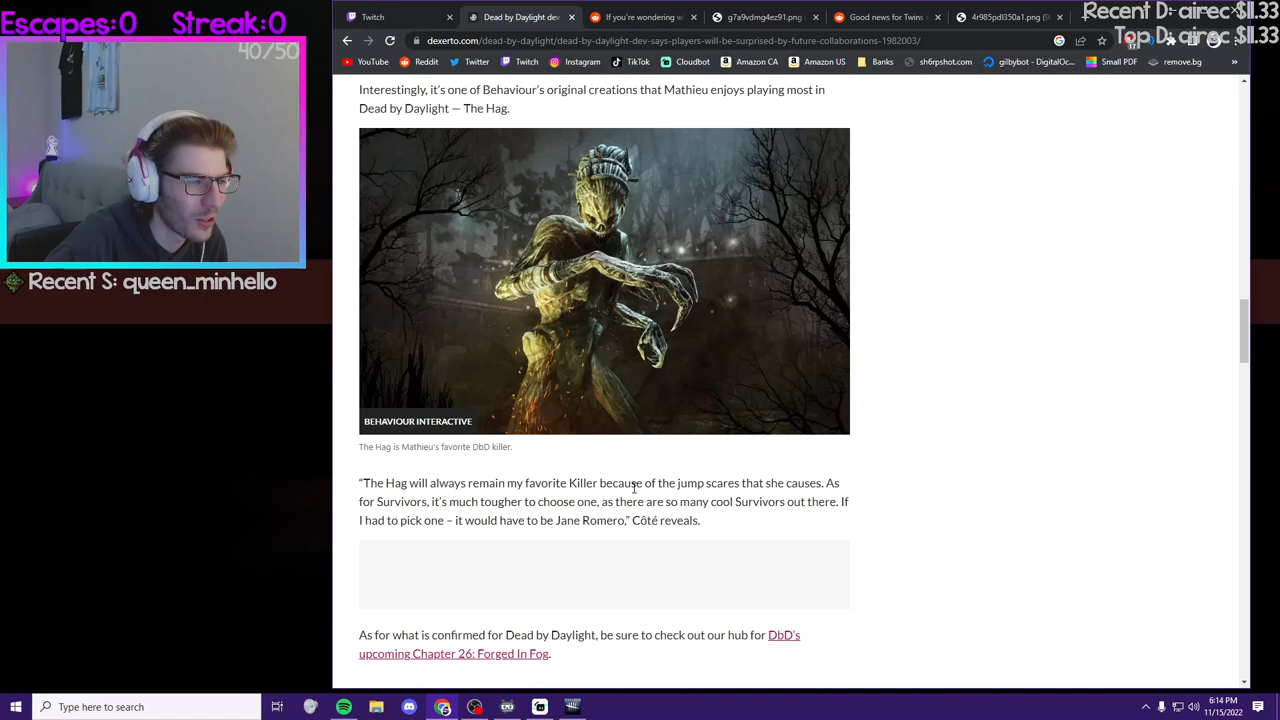 Escapes:0 Streak:0
40/50
Recent S: queen_minhello
Recent D: airec $11.33
Top D: airec $11.33
Twitch
Dead by Daylight dev
If you're wondering wh
g7a9vdmg4ez91.png (
Good news for Twins
4r985pdl350a1.png (9
dexerto.com/dead-by-daylight/dead-by-daylight-dev-says-players-will-be-surprised-by-future-collaborations-1982003/
17
YouTube Reddit Twitter Twitch Instagram TikTok Cloudbot Amazon CA Amazon US Banks sh6rpshot.com gilbybot - DigitalOc... Small PDF remove.bg »
Interestingly, it's one of Behaviour's original creations that Mathieu enjoys playing most in
Dead by Daylight — The Hag.
BEHAVIOUR INTERACTIVE
The Hag is Mathieu's favorite DbD killer.
“The Hag will always remain my favorite Killer because of the jump scares that she causes. As
for Survivors, it's much tougher to choose one, as there are so many cool Survivors out there. If
I had to pick one – it would have to be Jane Romero,” Côté reveals.
As for what is confirmed for Dead by Daylight, be sure to check out our hub for DbD's
upcoming Chapter 26: Forged In Fog.
Type here to search
6:14 PM
11/15/2022